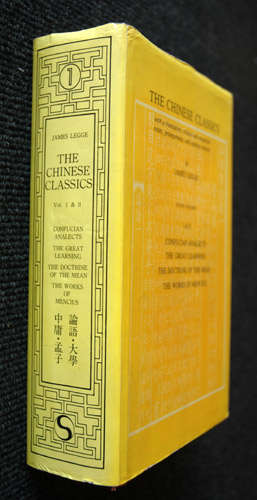 1
JAMES LEGGE
THE
CHINESE
CLASSICS
Vol. I & II
CONFUCIAN
ANALECTS
THE GREAT
LEARNING
THE DOCTRINE OF
THE MEAN
THE WORKS
OF
MENCIUS
論語·大學
中庸·孟子
S
THE CHINESE CLASSICS
BY
JAMES LEGGE
I & II
CONFUCIAN ANALECTS
THE GREAT LEARNING
THE DOCTRINE OF THE MEAN
THE WORKS OF MENCIUS